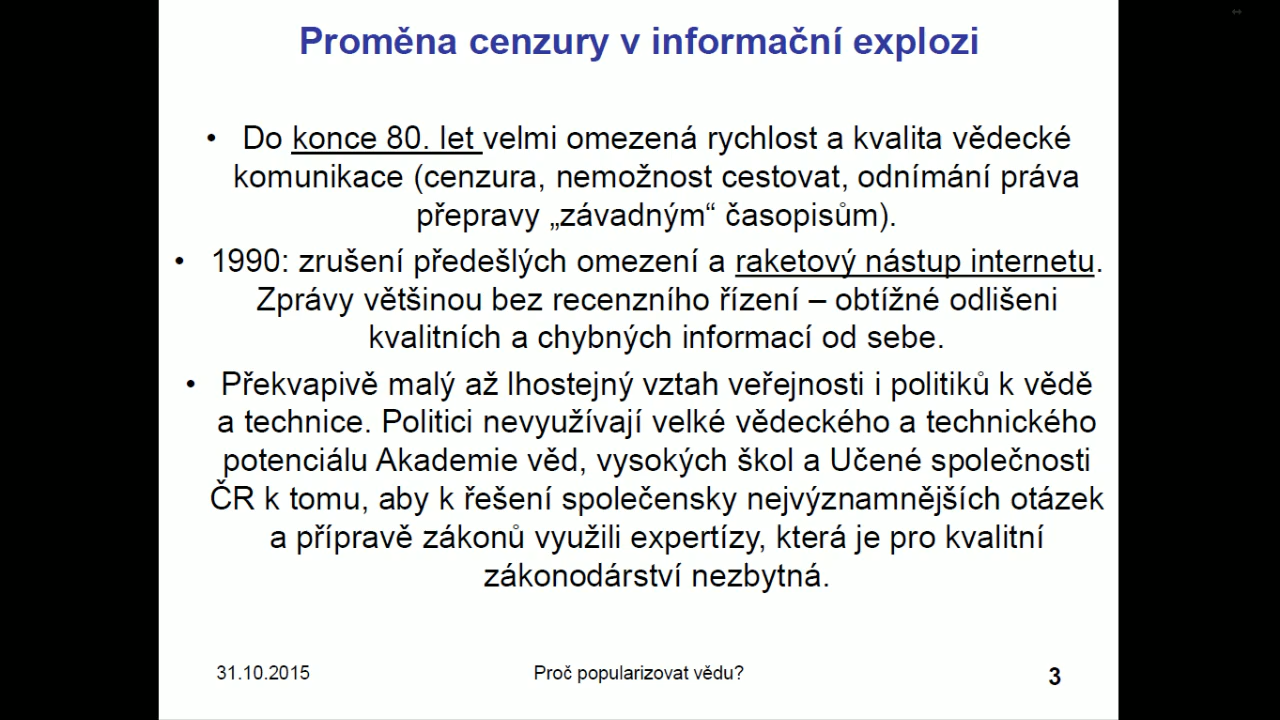 Proměna cenzury v informační explozi
• Do konce 80. let velmi omezená rychlost a kvalita vědecké
komunikace (cenzura, nemožnost cestovat, odnímání práva
přepravy „závadným“ časopisům).
• 1990: zrušení předešlých omezení a raketový nástup internetu.
Zprávy většinou bez recenzního řízení – obtížné odlišeni
kvalitních a chybných informací od sebe.
• Překvapivě malý až lhostejný vztah veřejnosti i politiků k vědě
a technice. Politici nevyužívají velké vědeckého a technického
potenciálu Akademie věd, vysokých škol a Učené společnosti
ČR k tomu, aby k řešení společensky nejvýznamnějších otázek
a přípravě zákonů využili expertízy, která je pro kvalitní
zákonodárství nezbytná.
31.10.2015 Proč popularizovat vědu? 3